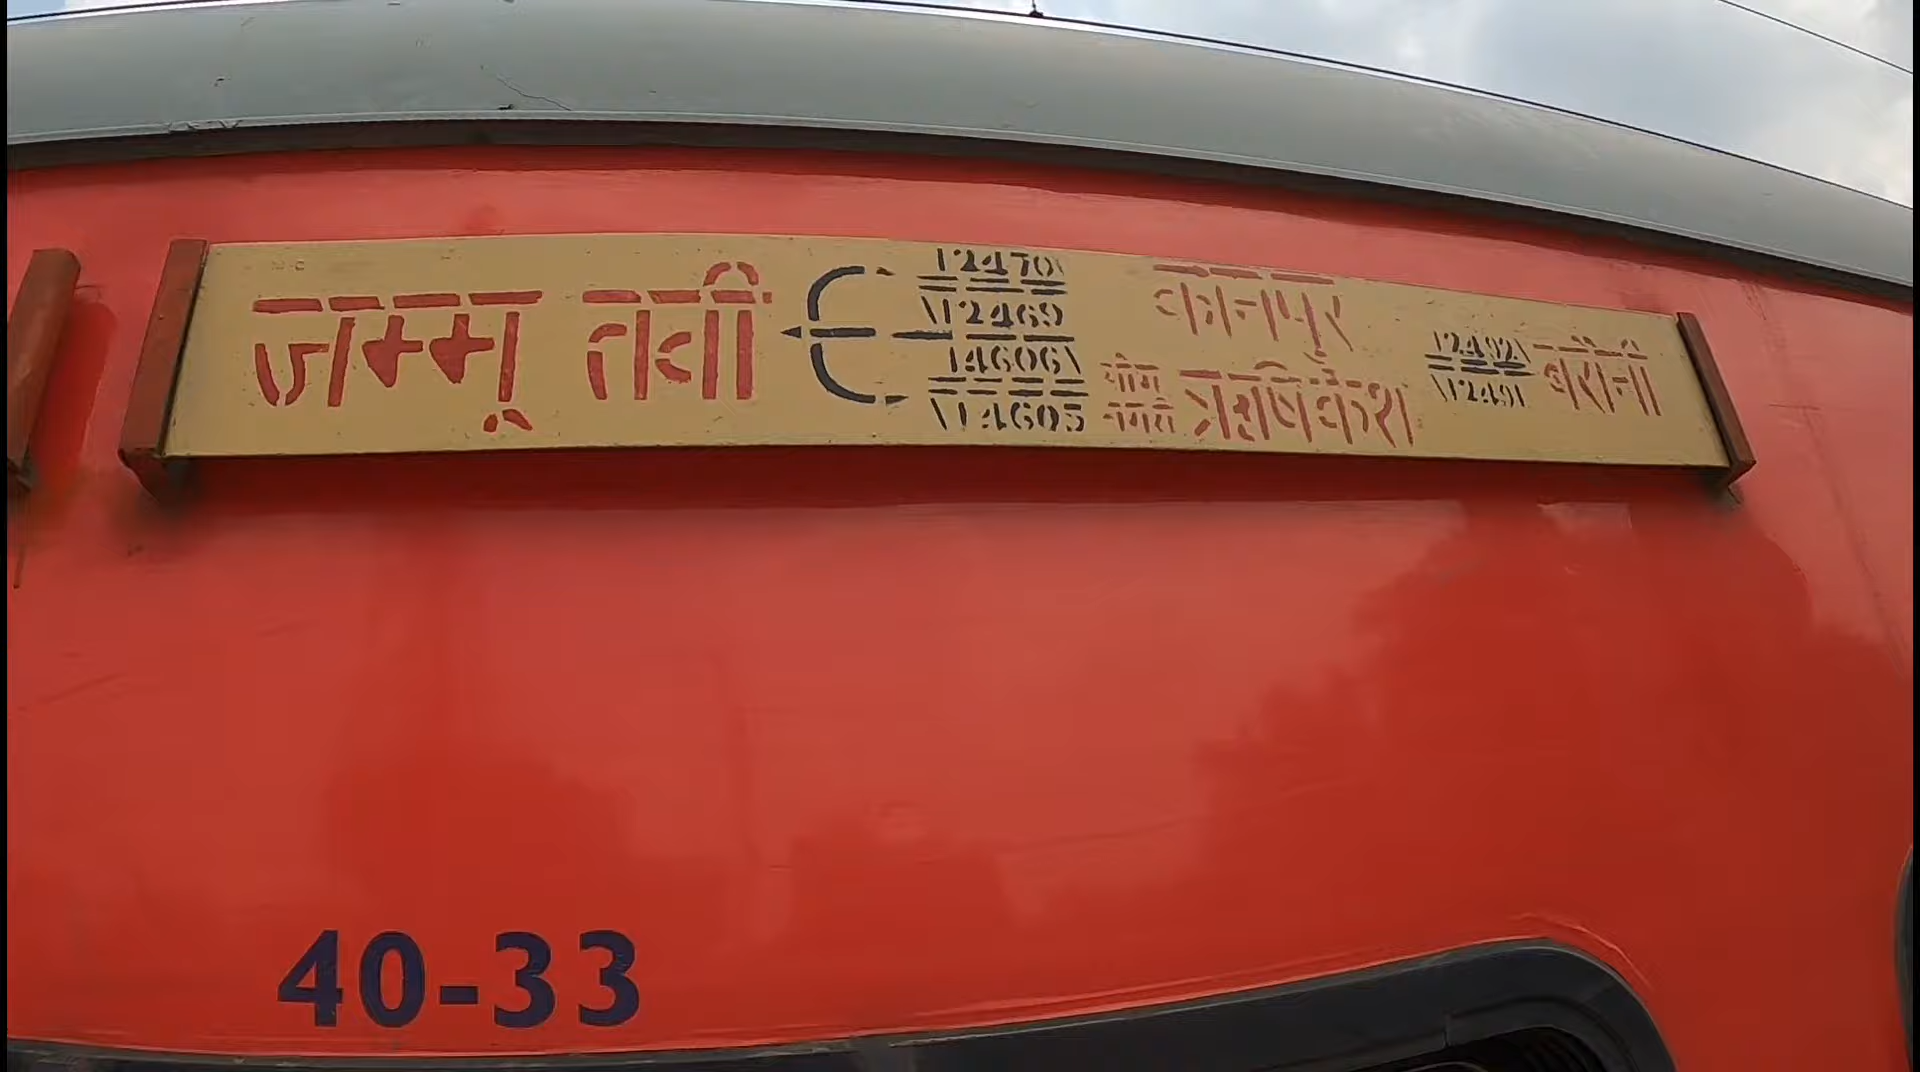 जम्मू तवी
12470\
\12469
कानपुर
14606\
\14605
योग नगरी ऋषिकेश
12492\
\12491
बरौनी
40-33